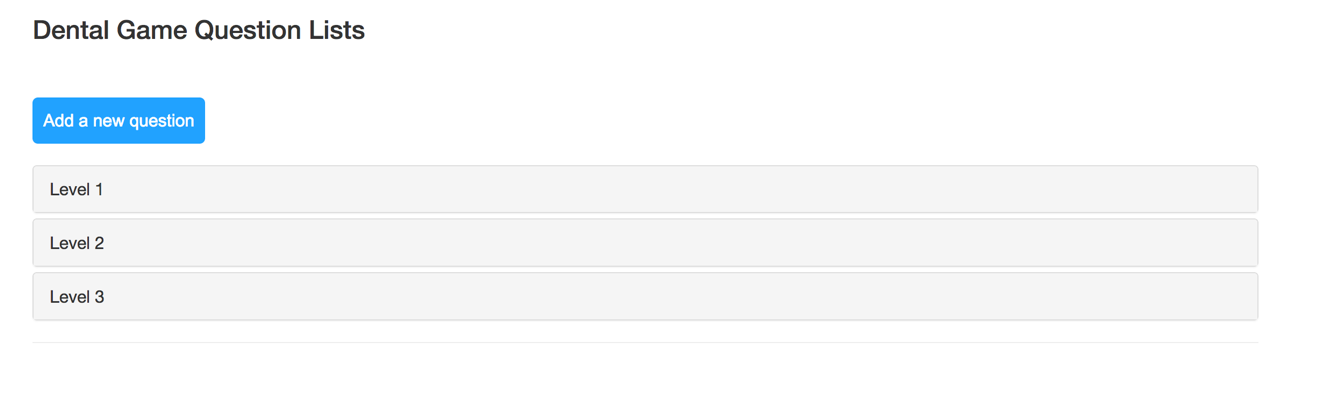 Dental Game Question Lists
Add a new question
Level 1
Level 2
Level 3